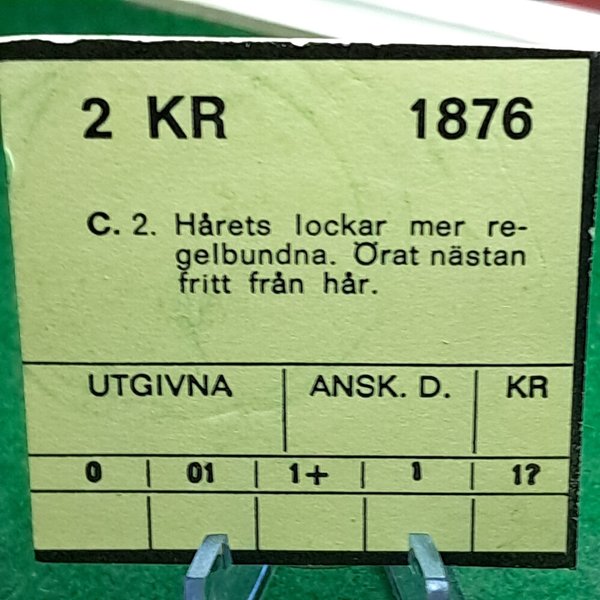 2 KR 1876
C. 2. Hårets lockar mer re-
gelbundna. Örat nästan
fritt från hår.
UTGIVNA ANSK. D. KR
0 01 1+ 1 1?